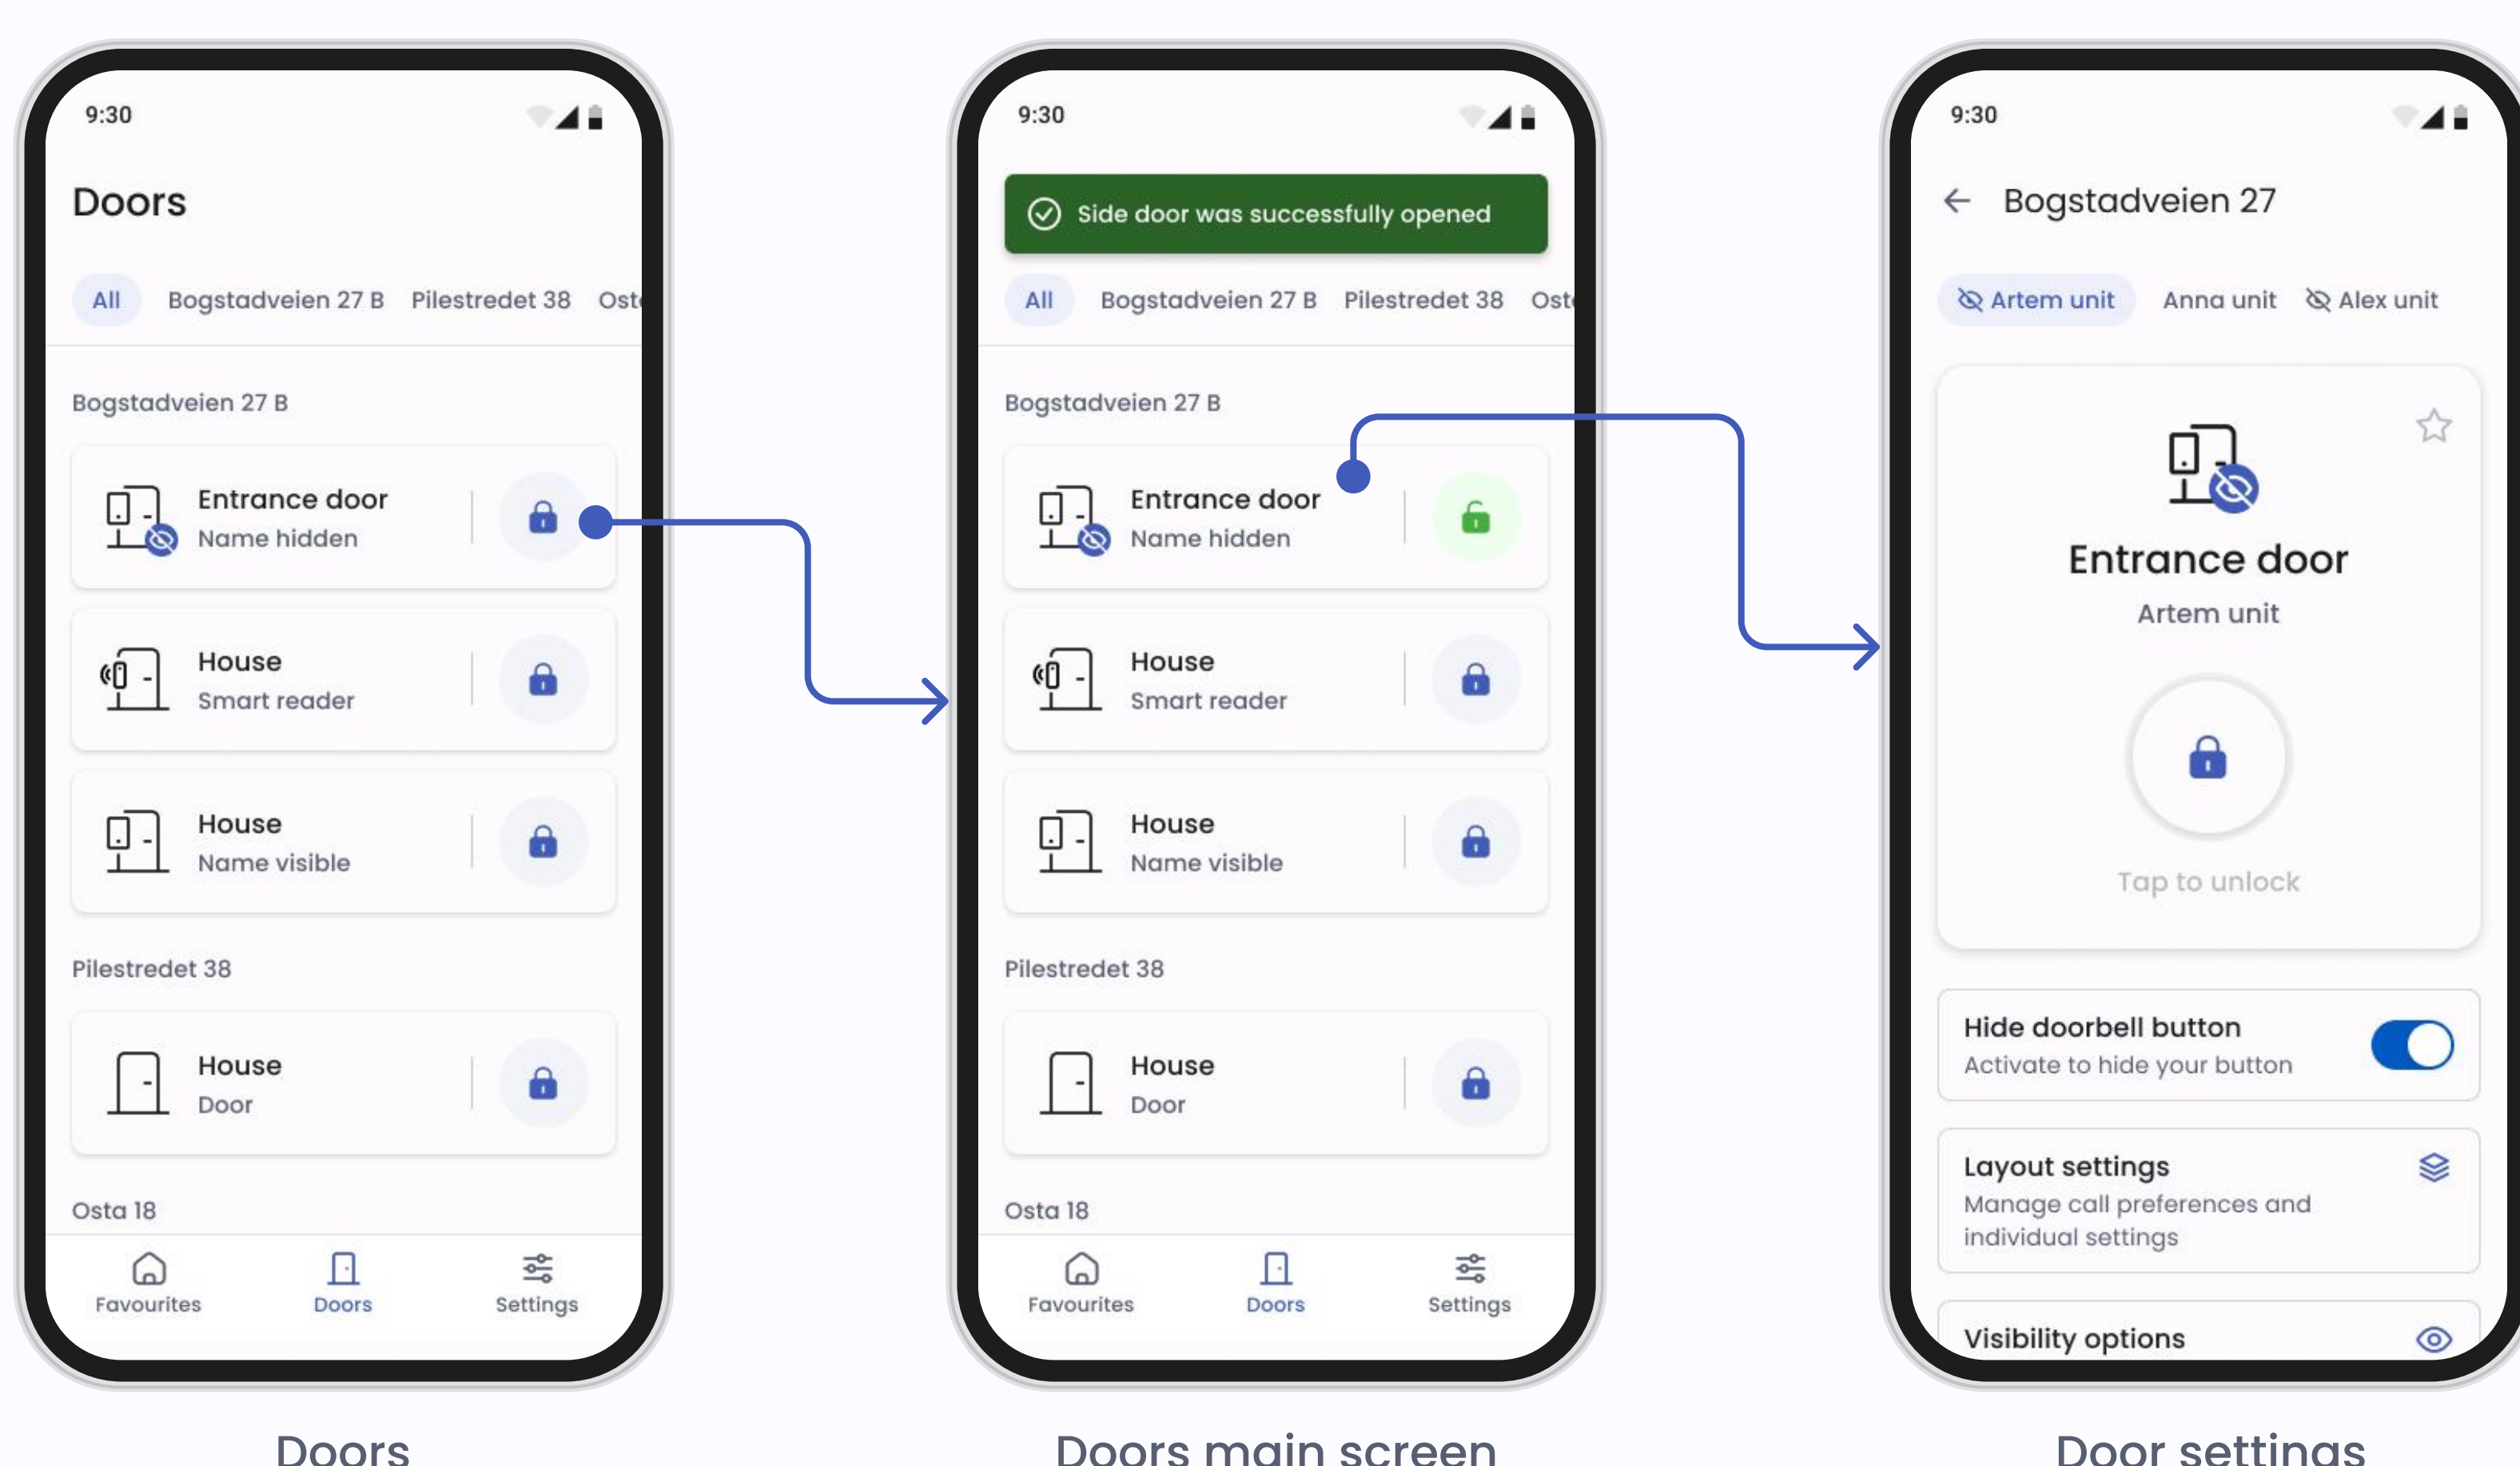 9:30
Doors
All Bogstadveien 27 B Pilestredet 38 Ost
Bogstadveien 27 B
Entrance door
Name hidden
House
Smart reader
House
Name visible
Pilestredet 38
House
Door
Osta 18
Favourites Doors Settings
Doors
9:30
Side door was successfully opened
All Bogstadveien 27 B Pilestredet 38 Ost
Bogstadveien 27 B
Entrance door
Name hidden
House
Smart reader
House
Name visible
Pilestredet 38
House
Door
Osta 18
Favourites Doors Settings
Doors main screen
9:30
Bogstadveien 27
Artem unit Anna unit Alex unit
Entrance door
Artem unit
Tap to unlock
Hide doorbell button
Activate to hide your button
Layout settings
Manage call preferences and
individual settings
Visibility options
Door settings